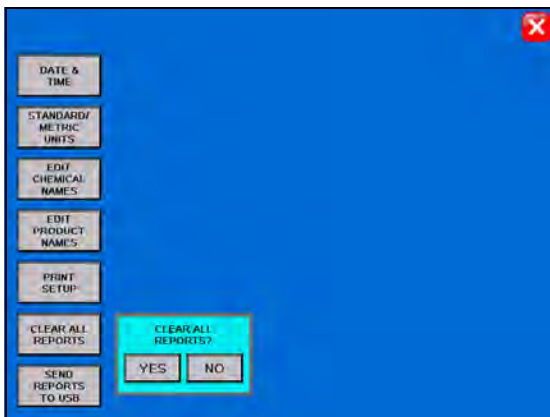 DATE &
TIME
STANDARD/
METRIC
UNITS
EDIT
CHEMICAL
NAMES
EDIT
PRODUCT
NAMES
PRINT
SETUP
CLEAR ALL
REPORTS
CLEAR ALL
REPORTS?
YES NO
SEND
REPORTS
TO USB